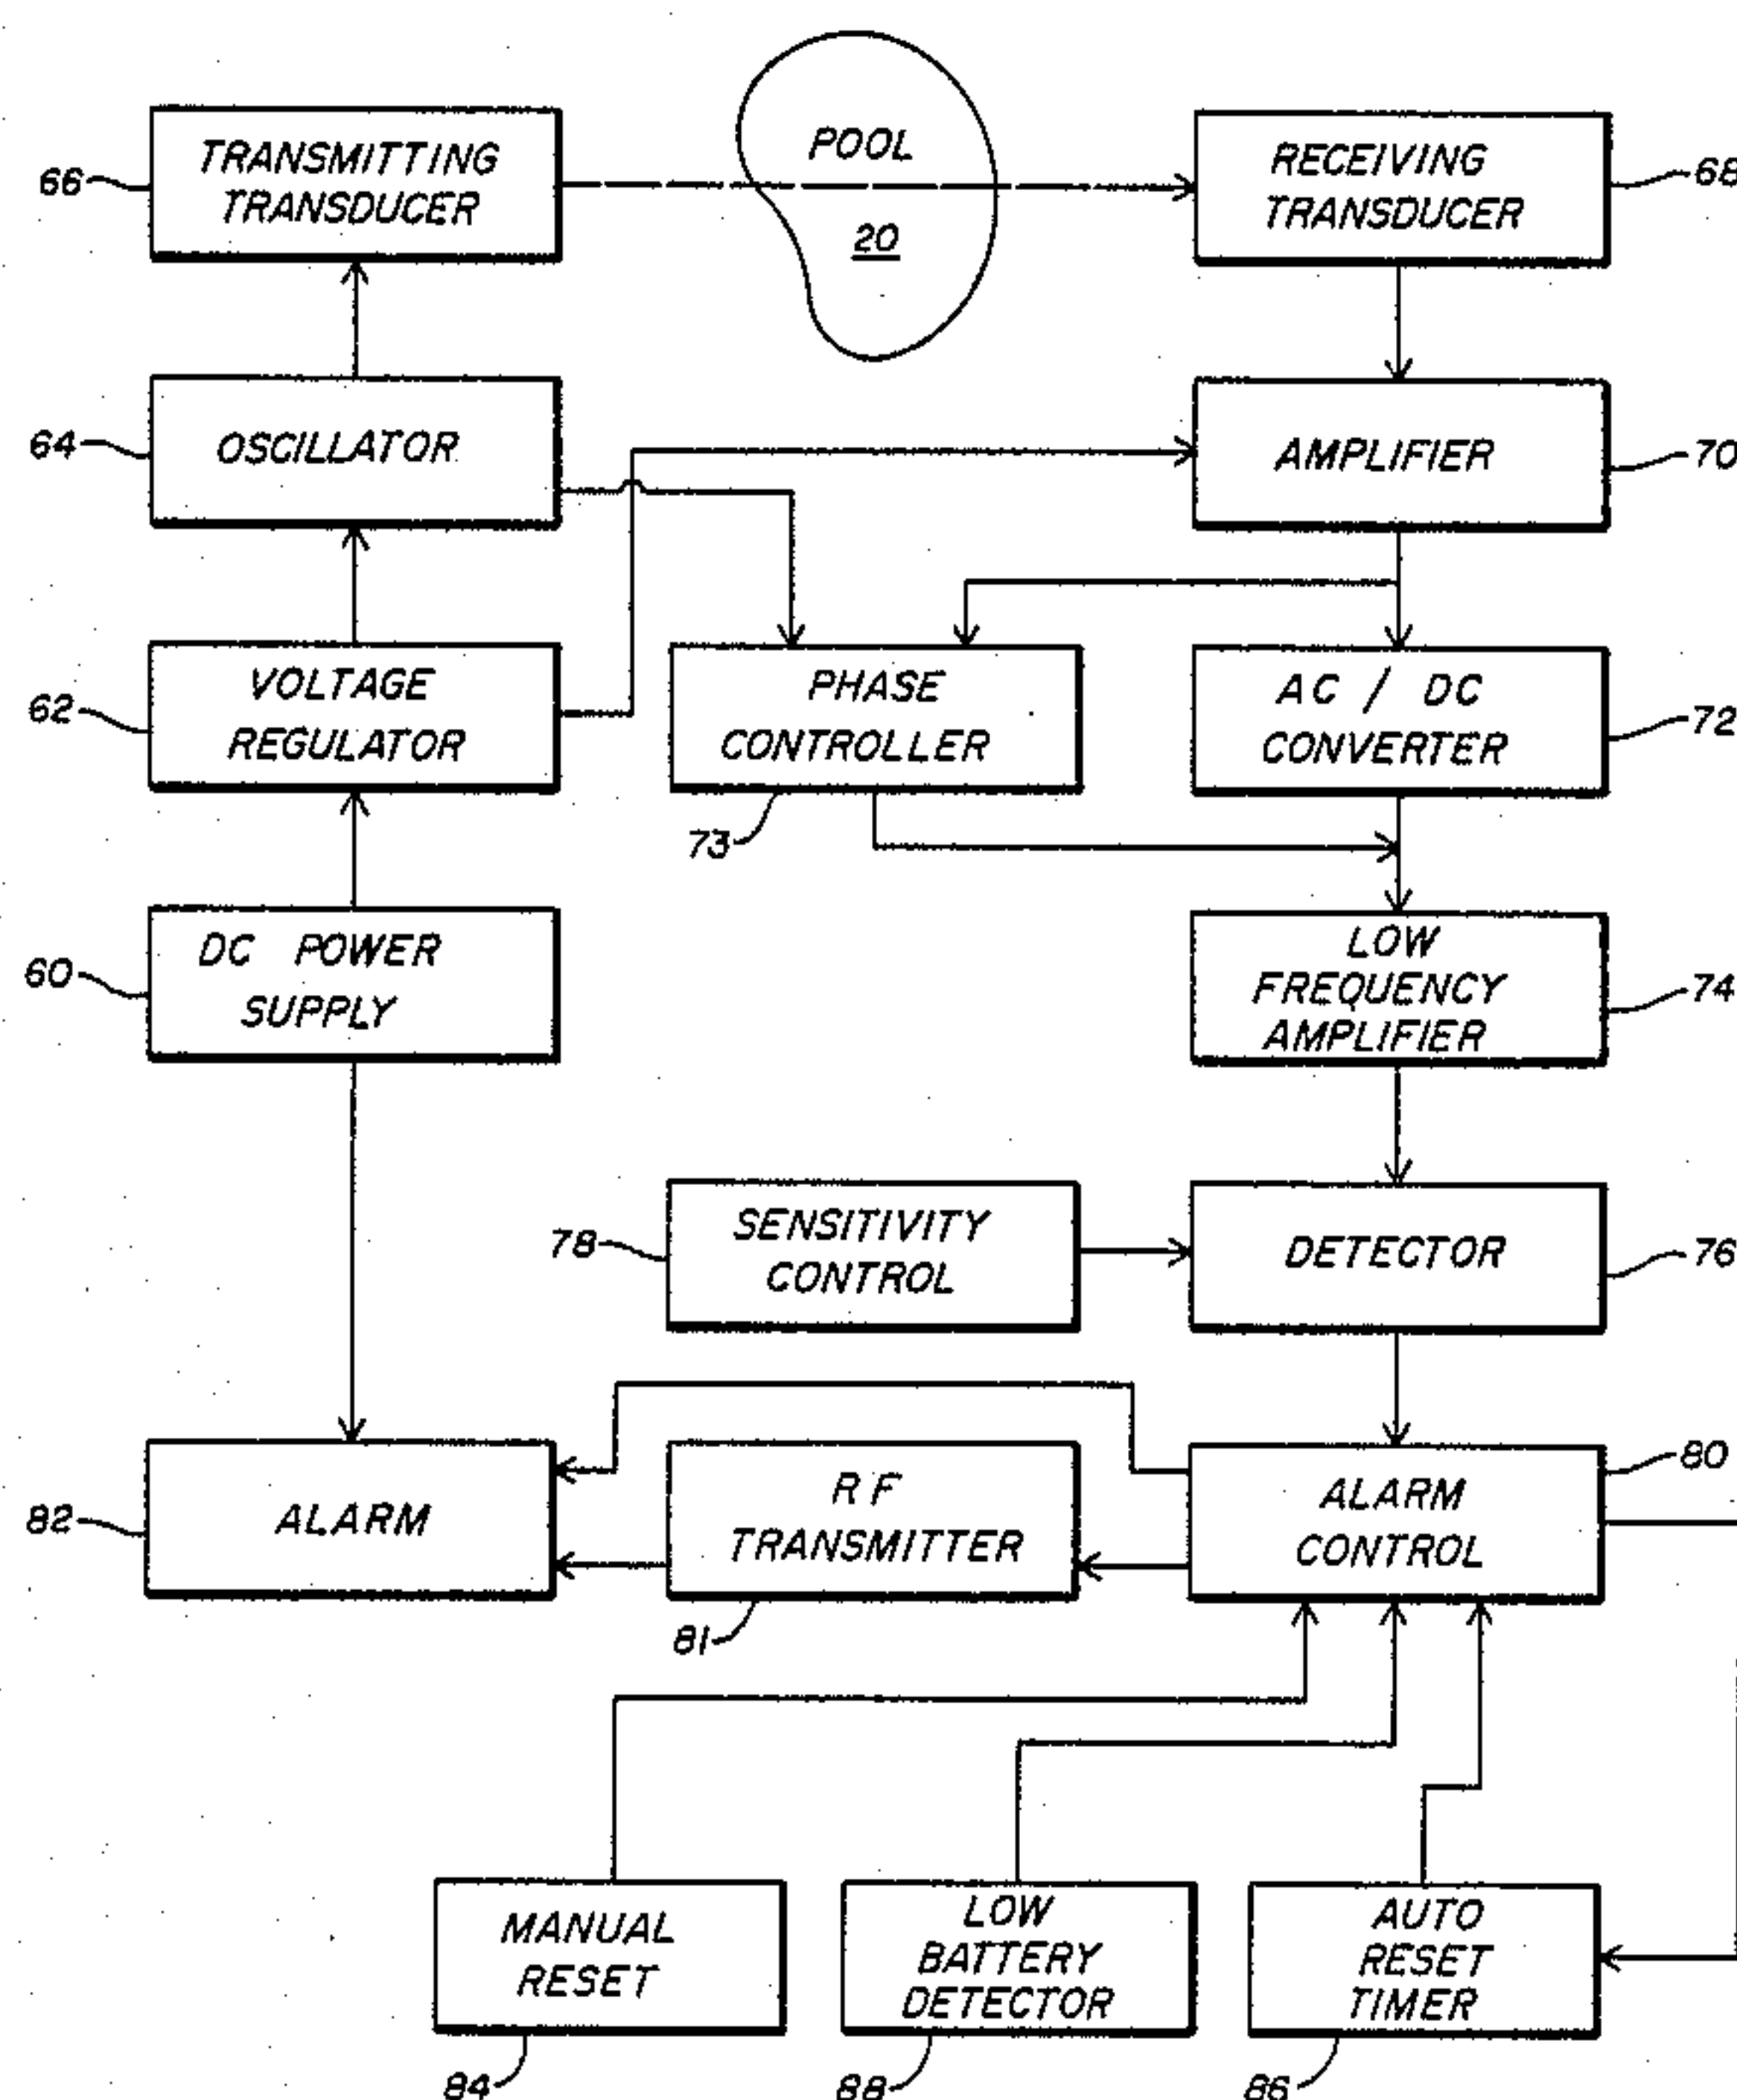 POOL
20
TRANSMITTING
TRANSDUCER
66
RECEIVING
TRANSDUCER
68
64
OSCILLATOR
AMPLIFIER
70
62
VOLTAGE
REGULATOR
PHASE
CONTROLLER
73
AC / DC
CONVERTER
72
60
DC POWER
SUPPLY
LOW
FREQUENCY
AMPLIFIER
74
78
SENSITIVITY
CONTROL
DETECTOR
76
82
ALARM
RF
TRANSMITTER
81
ALARM
CONTROL
80
MANUAL
RESET
84
LOW
BATTERY
DETECTOR
88
AUTO
RESET
TIMER
86